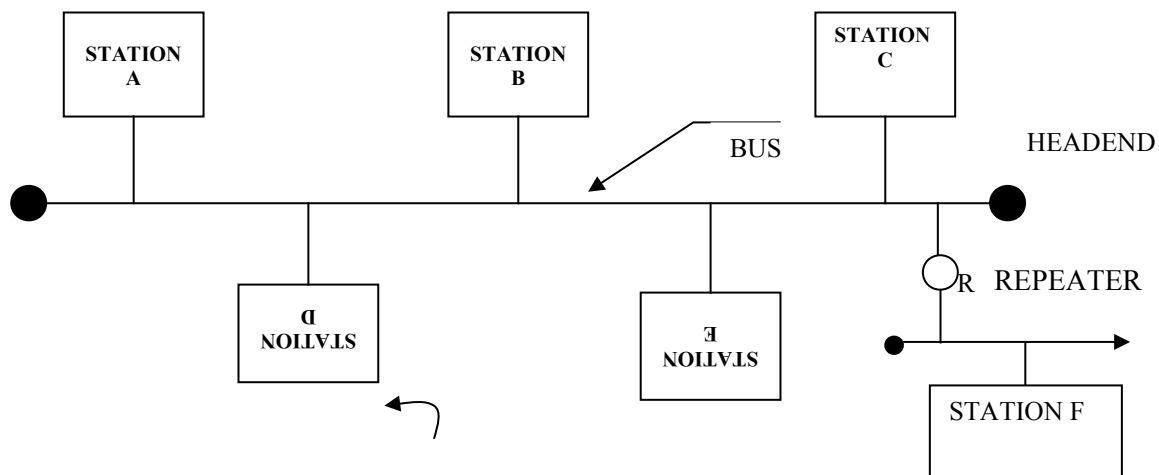 STATION
A
STATION
B
STATION
C
BUS
HEADEND
R REPEATER
STATION
D
STATION
E
STATION F